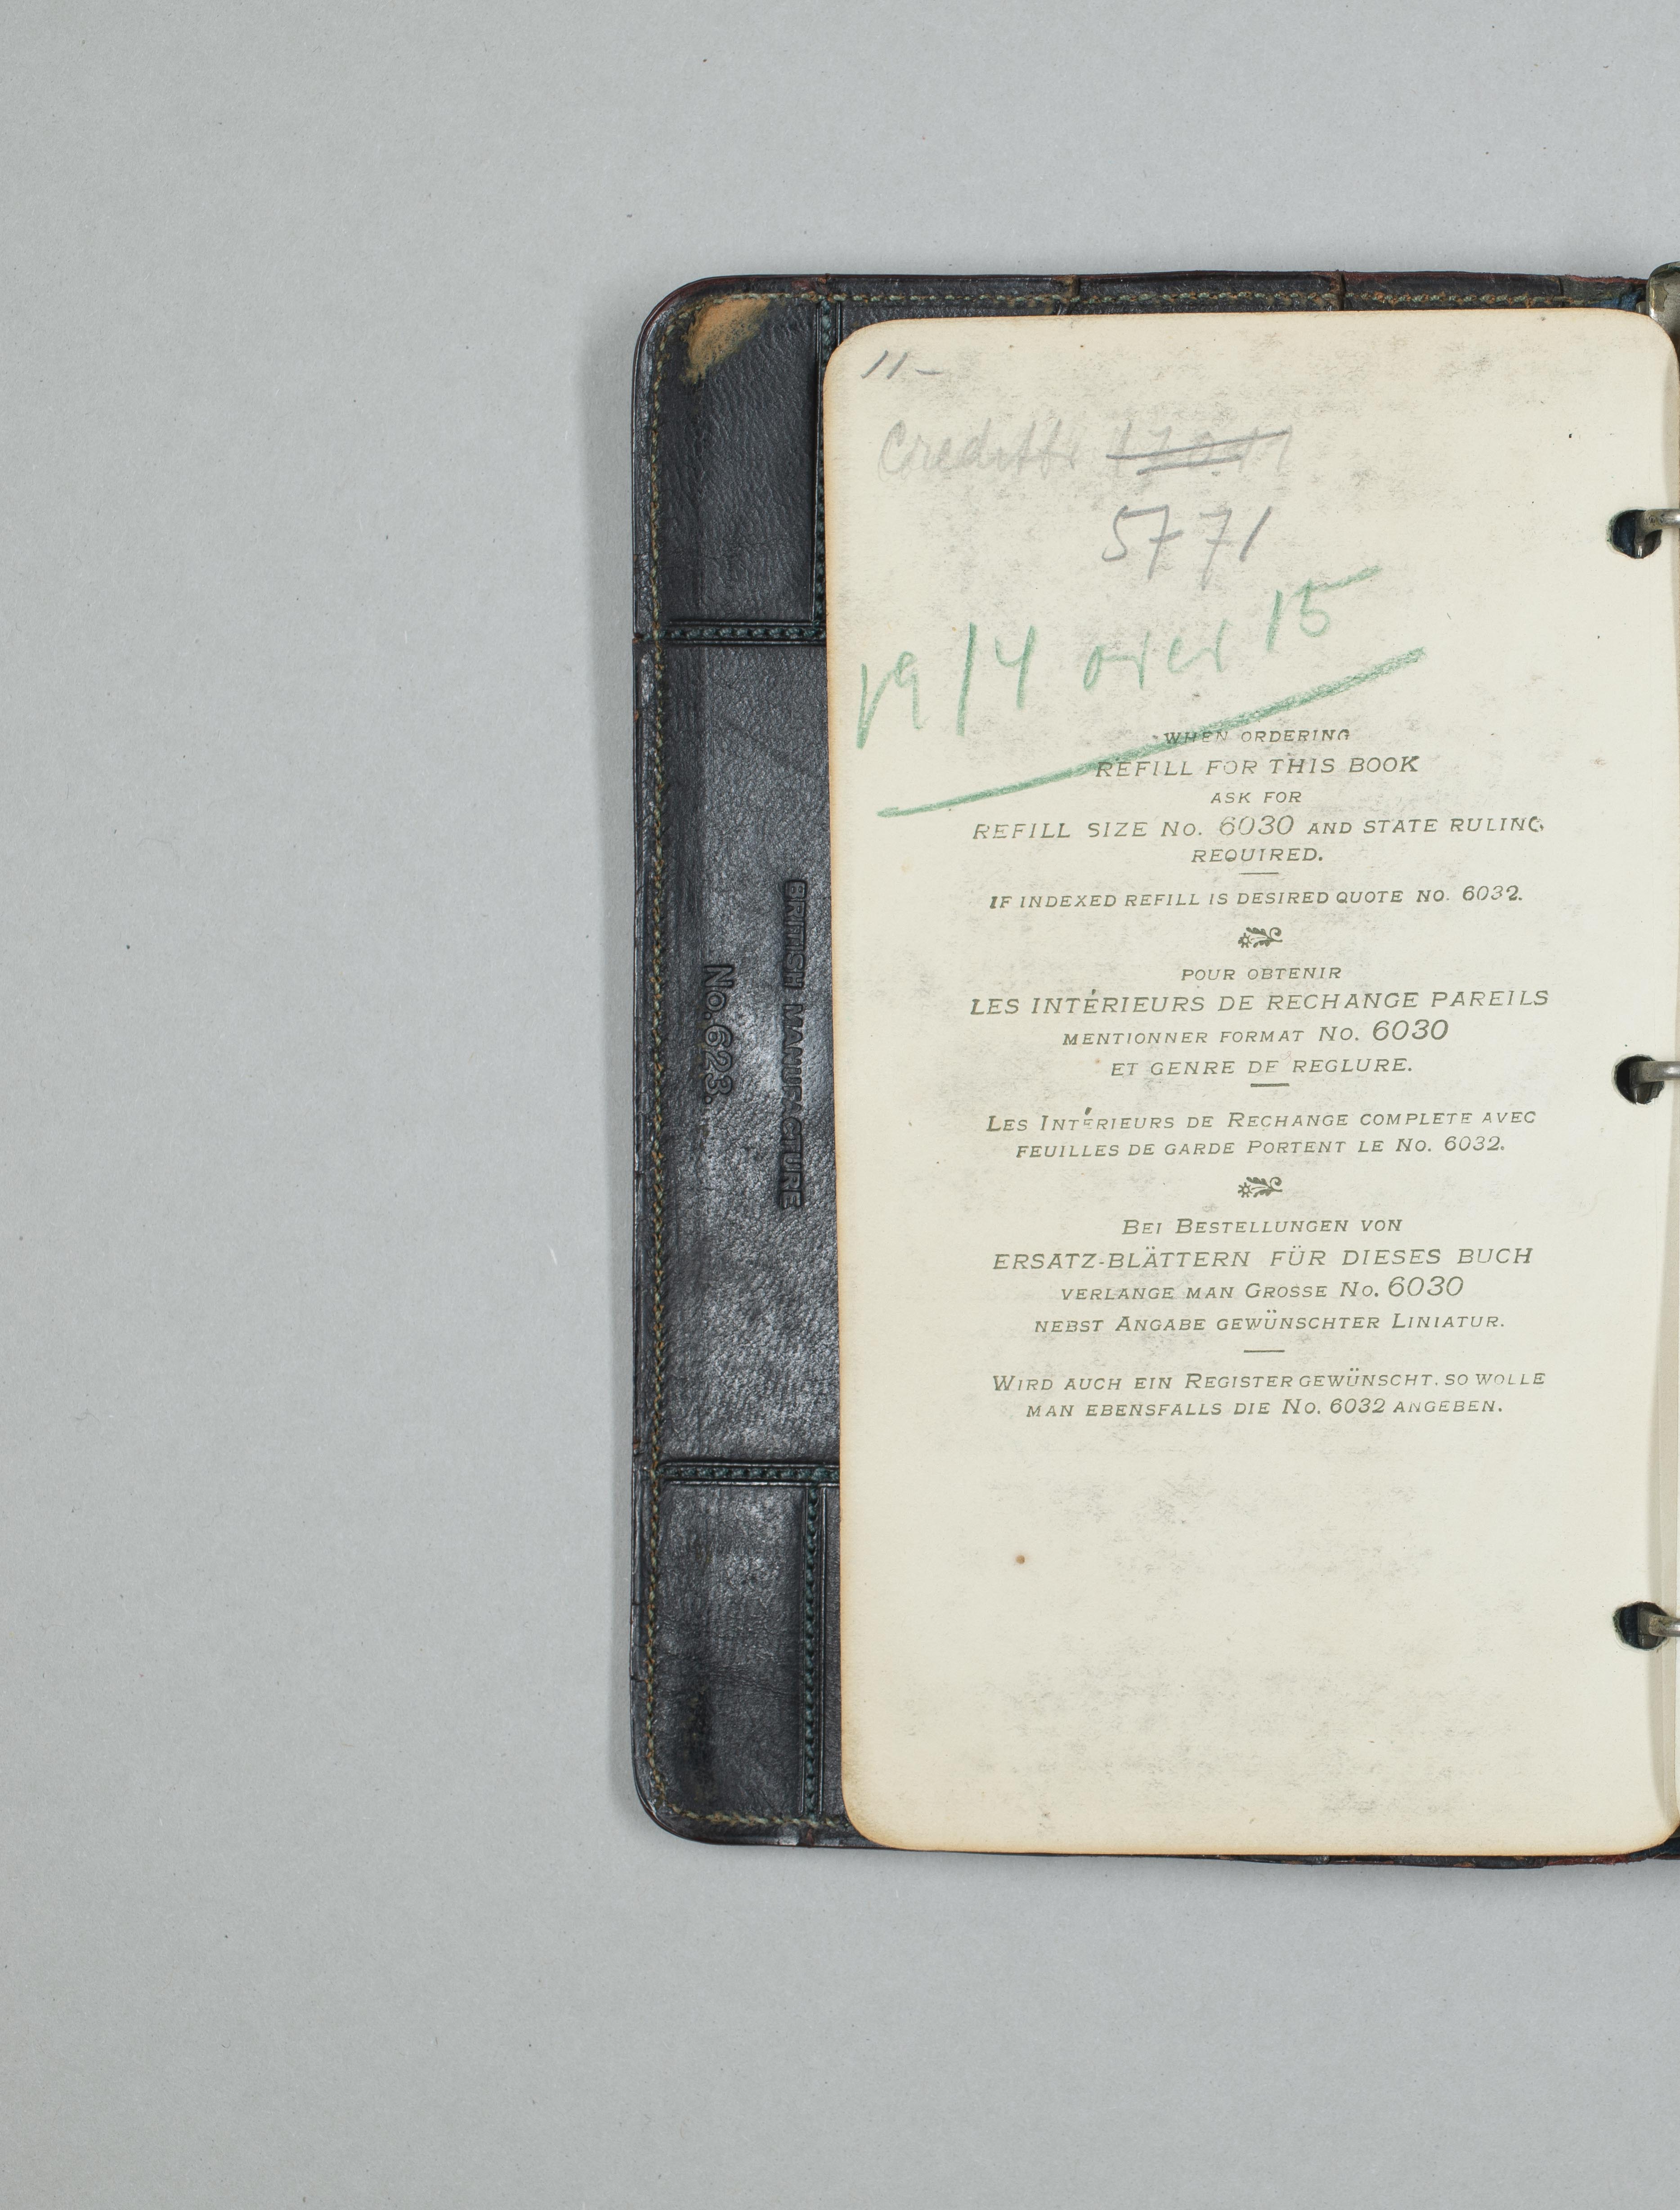 11-
5771
1914 over 15
WHEN ORDERING
REFILL FOR THIS BOOK
ASK FOR
REFILL SIZE No. 6030 AND STATE RULING
REQUIRED.
IF INDEXED REFILL IS DESIRED QUOTE NO. 6032.
POUR OBTENIR
LES INTÉRIEURS DE RECHANGE PAREILS
MENTIONNER FORMAT No. 6030
ET GENRE DE REGLURE.
LES INTÉRIEURS DE RECHANGE COMPLETE AVEC
FEUILLES DE GARDE PORTENT LE No. 6032.
BEI BESTELLUNGEN VON
ERSATZ-BLÄTTERN FÜR DIESES BUCH
VERLANGE MAN GROSSE No. 6030
NEBST ANGABE GEWÜNSCHTER LINIATUR.
WIRD AUCH EIN REGISTER GEWÜNSCHT. SO WOLLE
MAN EBENSFALLS DIE No. 6032 ANGEBEN.
BRITISH MANUFACTURE
No. 623.